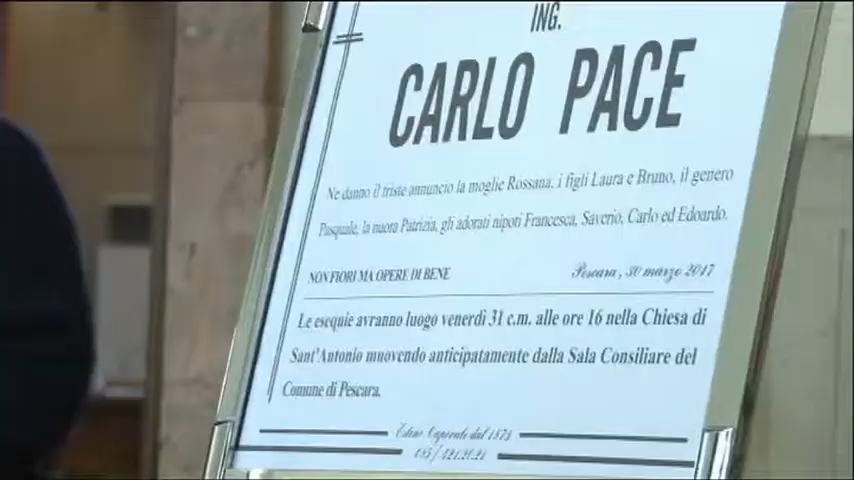 ING.
CARLO PACE
Ne danno il triste annuncio la moglie Rossana, i figli Laura e Bruno, il genero
Pasquale, la nuora Patrizia, gli adorati nipoti Francesca, Saverio, Carlo ed Edoardo.
NON FIORI MA OPERE DI BENE
Pescara, 30 marzo 2017
Le esequie avranno luogo venerdi 31 c.m. alle ore 16 nella Chiesa di
Sant'Antonio muovendo anticipatamente dalla Sala Consiliare del
Comune di Pescara.
dal 1875